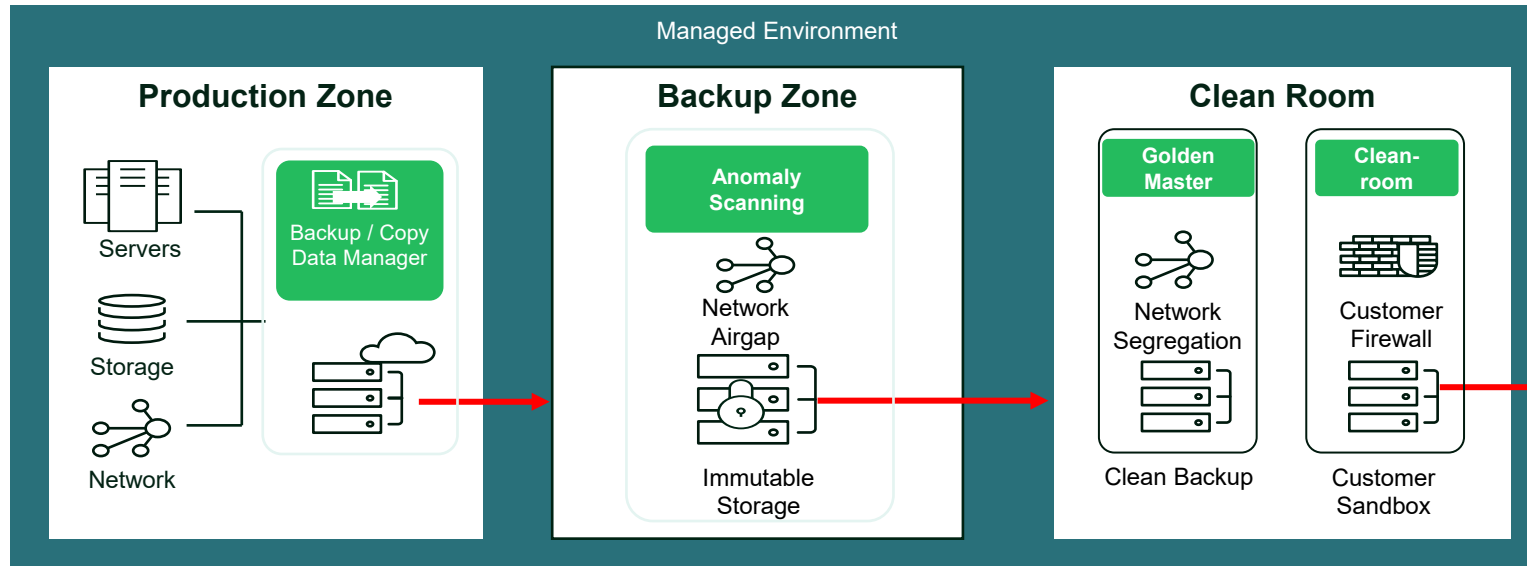 Managed Environment
Production Zone
Servers
Storage
Network
Backup / Copy
Data Manager
Backup Zone
Anomaly
Scanning
Network
Airgap
Immutable
Storage
Clean Room
Golden
Master
Network
Segregation
Clean Backup
Clean-
room
Customer
Firewall
Customer
Sandbox